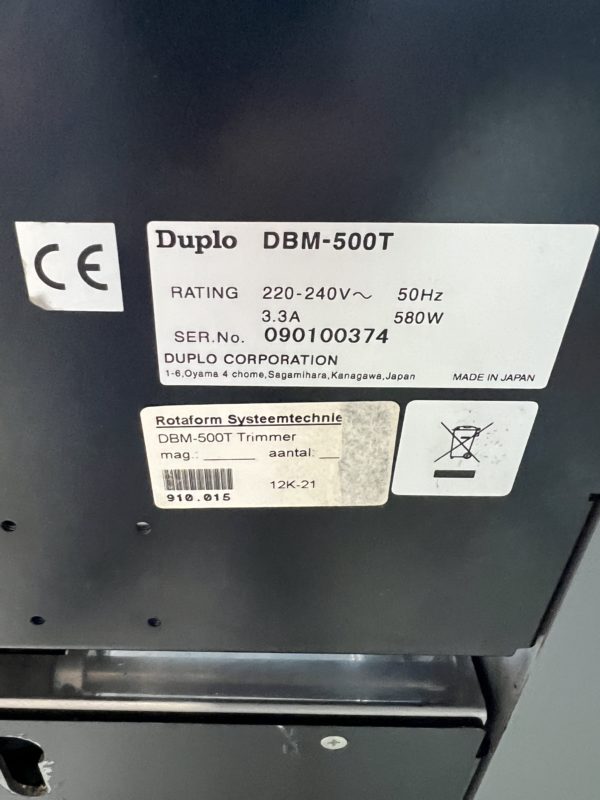 CE
Duplo DBM-500T
RATING 220-240V～ 50Hz
3.3A 580W
SER.No. 090100374
DUPLO CORPORATION
1-6,Oyama 4 chome,Sagamihara,Kanagawa,Japan MADE IN JAPAN
Rotaform Systeemtechnie
DBM-500T Trimmer
mag.: ______ aantal: __
12K-21
910.015